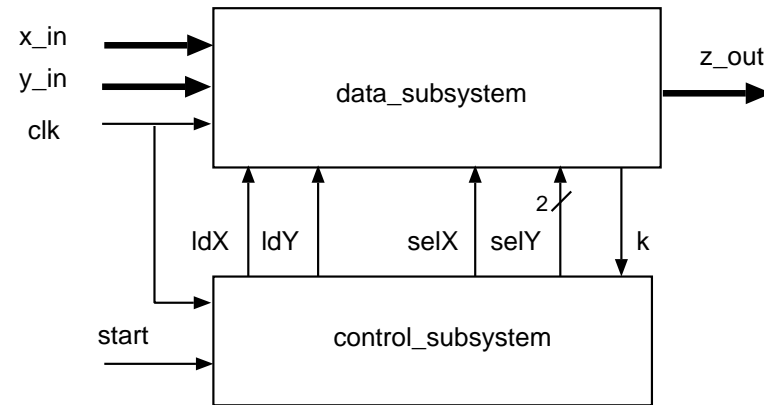 x_in
y_in
clk
data_subsystem
z_out
2
ldX ldY selX selY k
start
control_subsystem